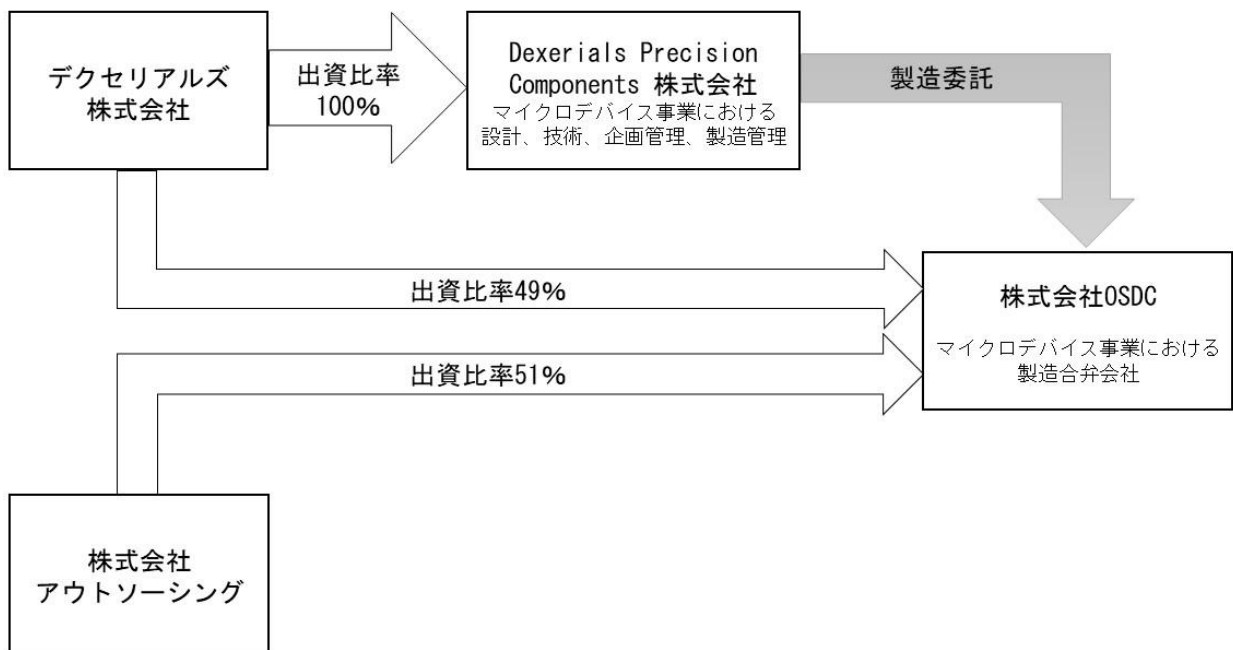 デクセリアルズ
株式会社
出資比率
100%
Dexerials Precision
Components 株式会社
マイクロデバイス事業における
設計、技術、企画管理、製造管理
製造委託
出資比率49%
株式会社OSDC
マイクロデバイス事業における
製造合弁会社
出資比率51%
株式会社
アウトソーシング